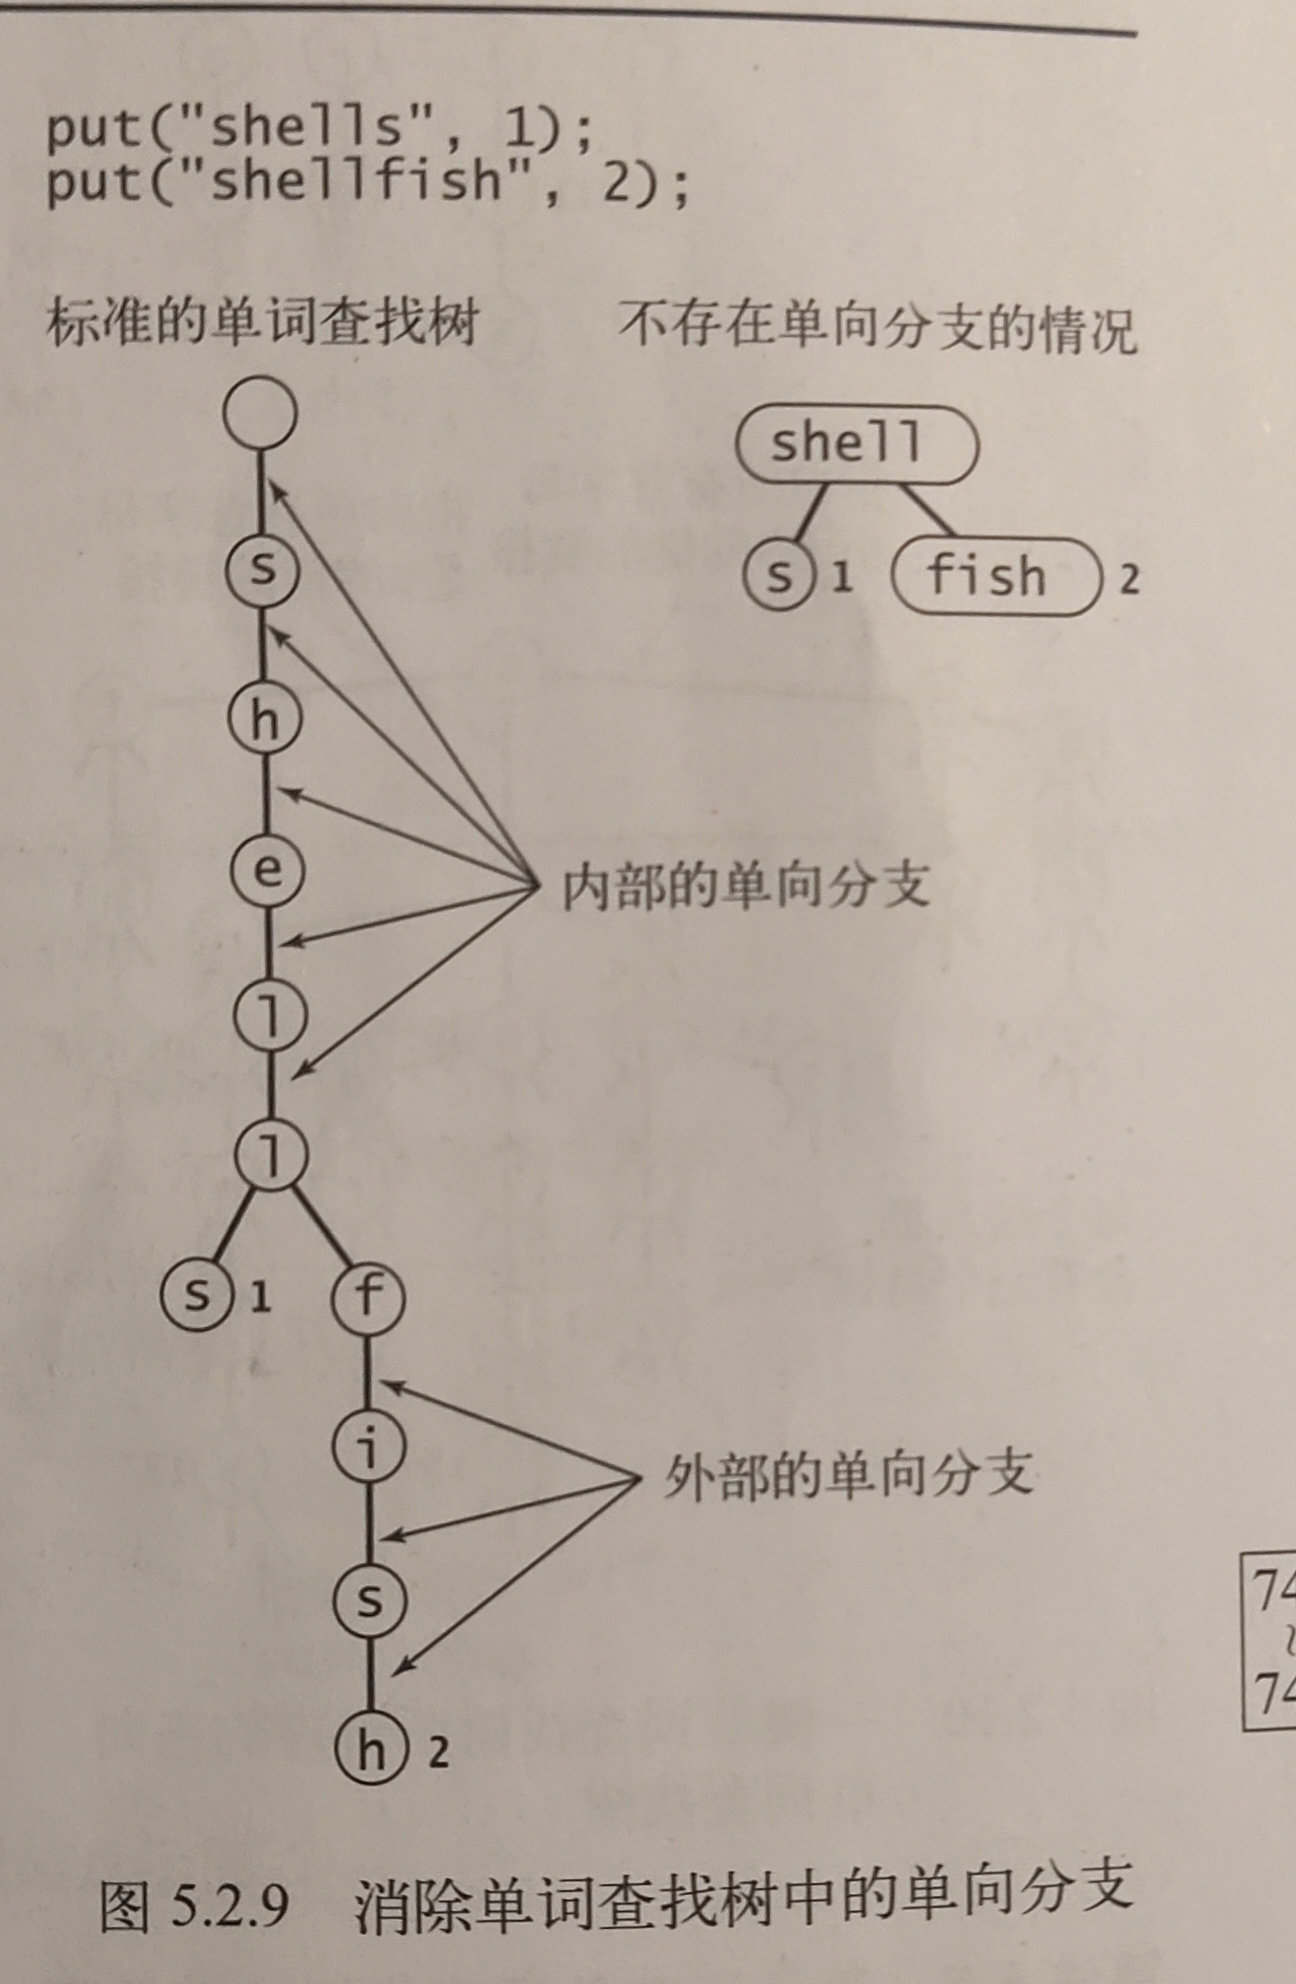 put("shells", 1);
put("shellfish", 2);
标准的单词查找树
不存在单向分支的情况
shell
s 1
fish 2
s
h
e
l
l
s 1
f
i
s
h 2
内部的单向分支
外部的单向分支
74
74
图 5.2.9 消除单词查找树中的单向分支